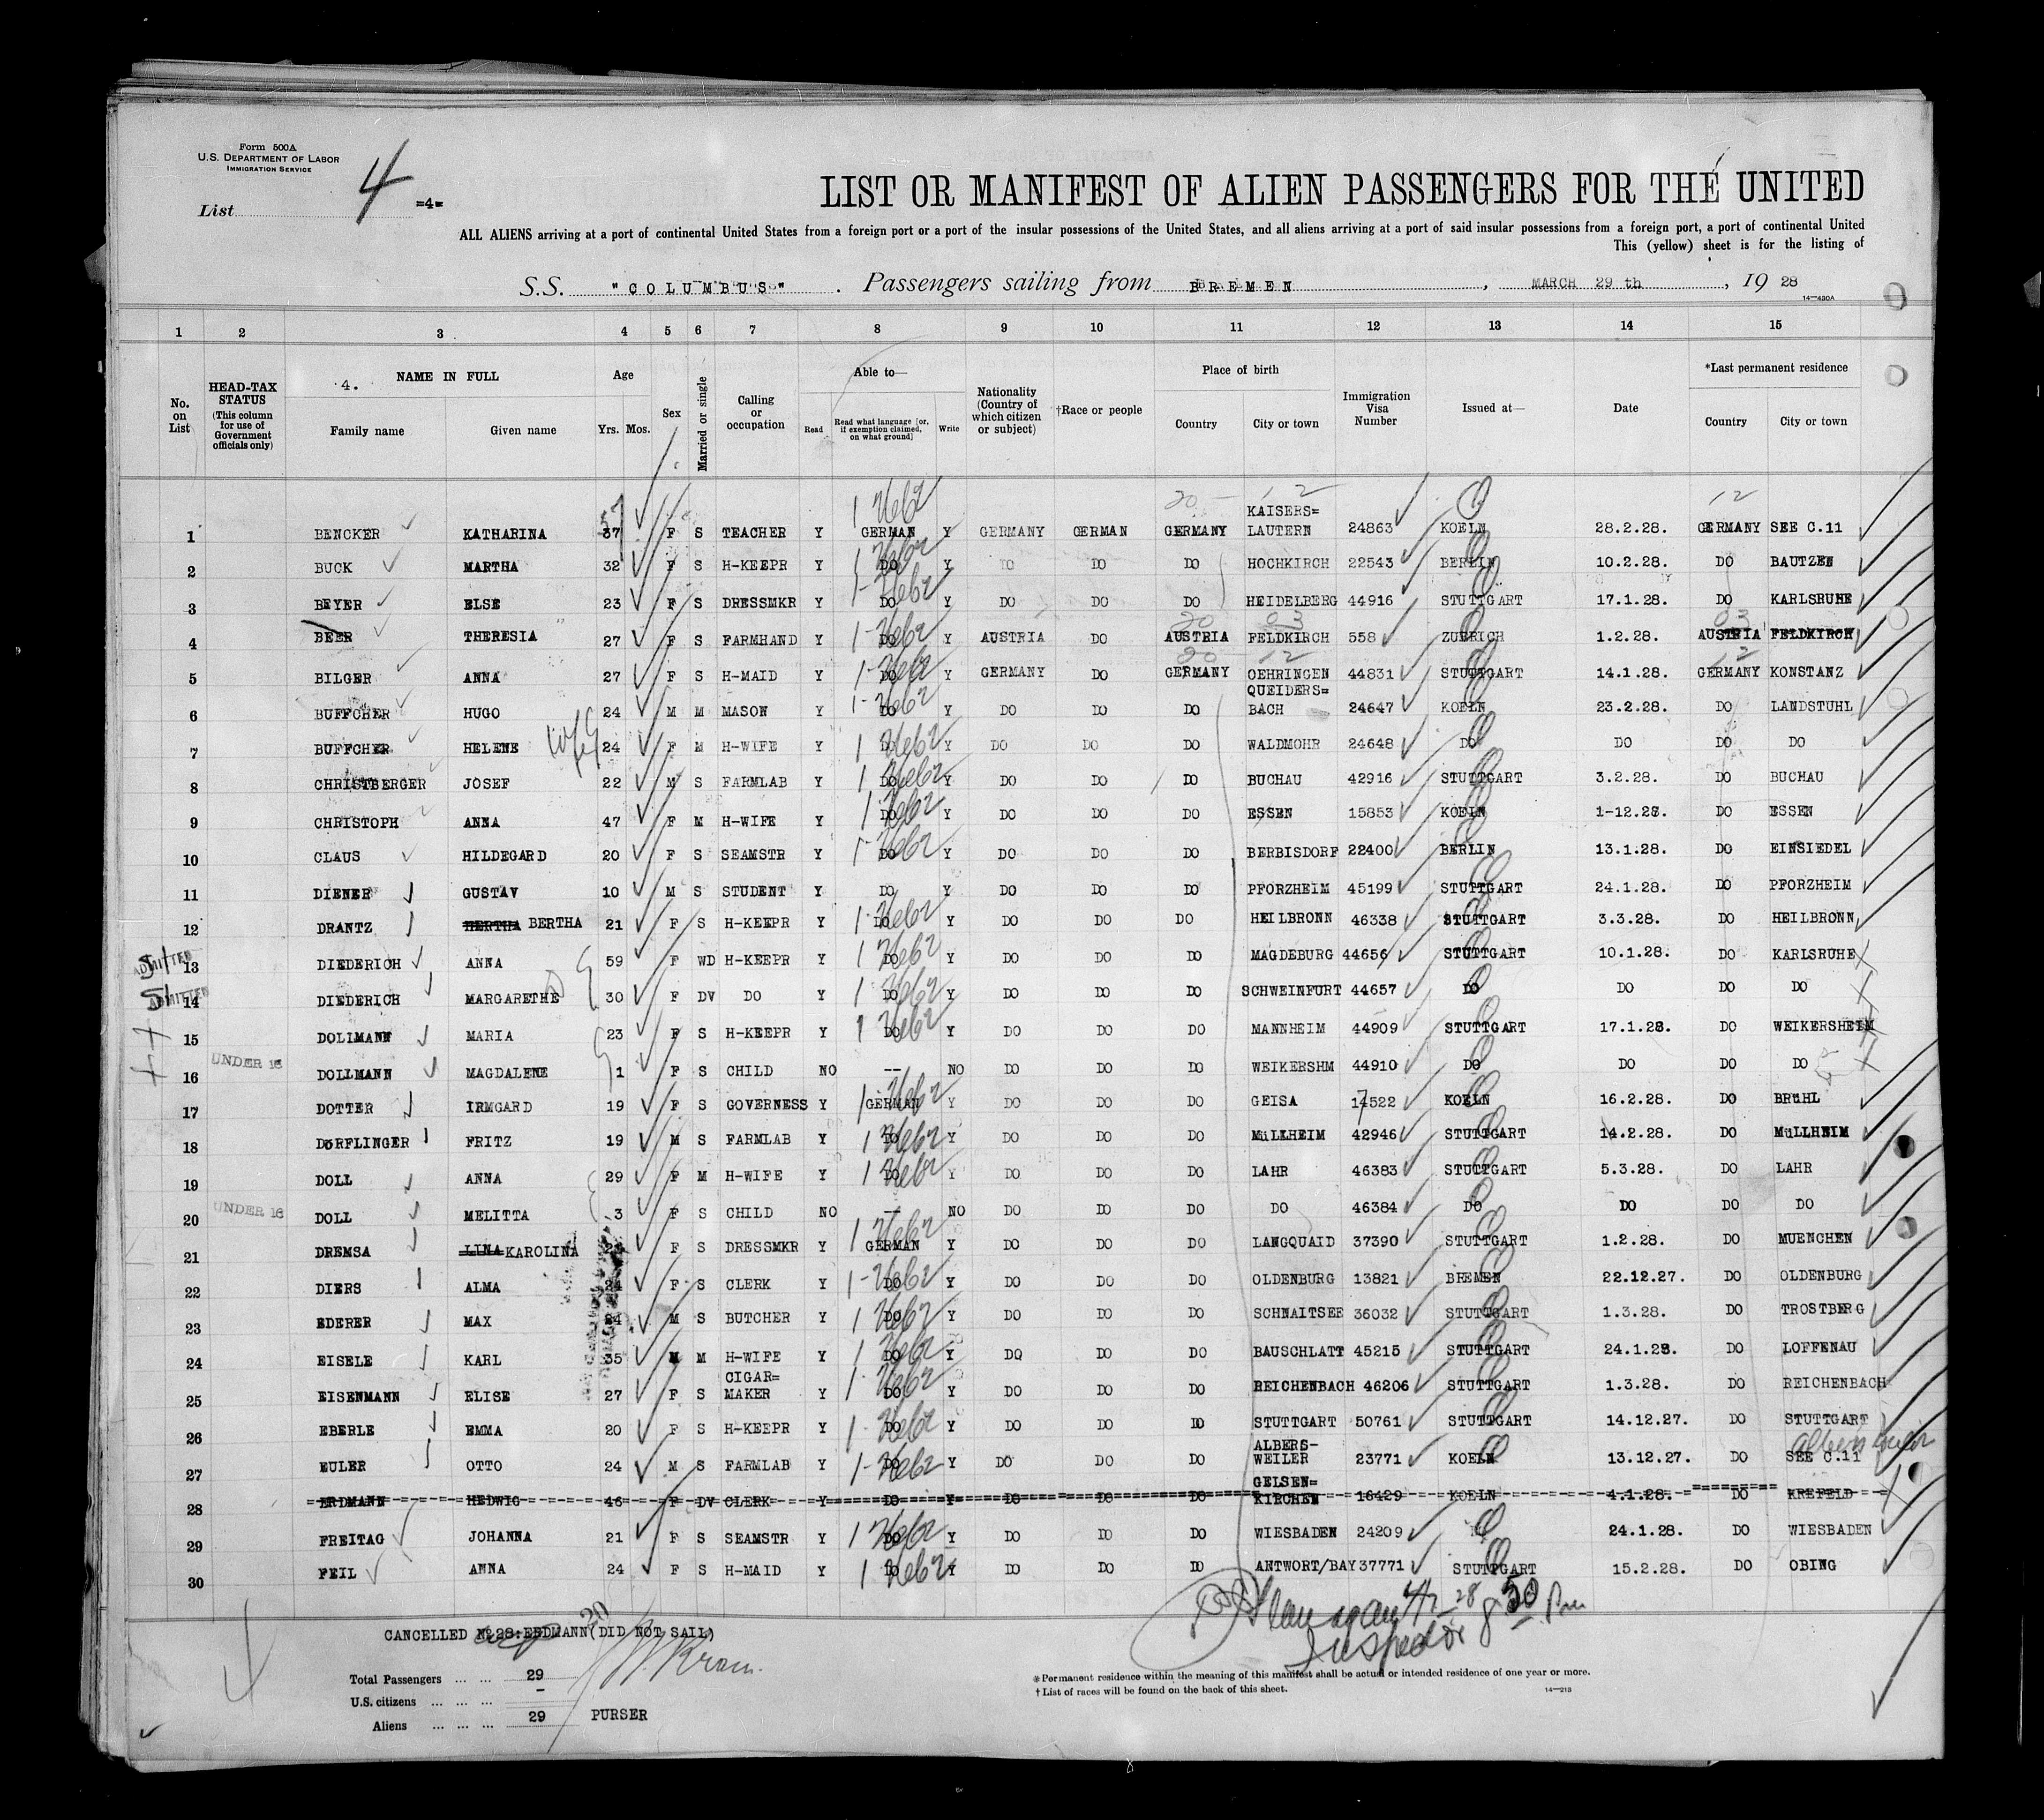 Form 500A
U.S. DEPARTMENT OF LABOR
IMMIGRATION SERVICE
List 4 =4=
LIST OR MANIFEST OF ALIEN PASSENGERS FOR THE UNITED
ALL ALIENS arriving at a port of continental United States from a foreign port or a port of the insular possessions of the United States, and all aliens arriving at a port of said insular possessions from a foreign port, a port of continental United
This (yellow) sheet is for the listing of
S.S. "COLUMBUS" . Passengers sailing from BREMEN , MARCH 29 th , 19 28
14—430A
1 2 3 4 5 6 7 8 9 10 11 12 13 14 15
No. on List
HEAD-TAX STATUS (This column for use of Government officials only)
4. NAME IN FULL
Family name Given name
Age
Yrs. Mos.
Sex
Married or single
Calling or occupation
Able to—
Read Read what language [or, if exemption claimed, on what ground] Write
Nationality (Country of which citizen or subject)
†Race or people
Place of birth
Country City or town
Immigration Visa Number
Issued at—
Date
*Last permanent residence
Country City or town
1 BENCKER KATHARINA 37 F S TEACHER Y GERMAN Y GERMANY GERMAN GERMANY KAISERS= LAUTERN 24863 KOELN 28.2.28. GERMANY SEE C.11
2 BUCK MARTHA 32 F S H-KEEPR Y DO Y DO DO DO HOCHKIRCH 22543 BERLIN 10.2.28. DO BAUTZEN
3 BEYER ELSE 23 F S DRESSMKR Y DO Y DO DO DO HEIDELBERG 44916 STUTTGART 17.1.28. DO KARLSRUHE
4 BEER THERESIA 27 F S FARMHAND Y DO Y AUSTRIA DO AUSTRIA FELDKIRCH 558 ZUERICH 1.2.28. AUSTRIA FELDKIRCH
5 BILGER ANNA 27 F S H-MAID Y DO Y GERMANY DO GERMANY OEHRINGEN 44831 STUTTGART 14.1.28. GERMANY KONSTANZ
6 BUFFCHER HUGO 24 M M MASON Y DO Y DO DO DO QUEIDERS= BACH 24647 KOELN 23.2.28. DO LANDSTUHL
7 BUFFCHER HELENE wife 24 F M H-WIFE Y DO Y DO DO DO WALDMOHR 24648 DO DO DO DO
8 CHRISTBERGER JOSEF 22 M S FARMLAB Y DO Y DO DO DO BUCHAU 42916 STUTTGART 3.2.28. DO BUCHAU
9 CHRISTOPH ANNA 47 F M H-WIFE Y DO Y DO DO DO ESSEN 15853 KOELN 1-12.28. DO ESSEN
10 CLAUS HILDEGARD 20 F S SEAMSTR Y DO Y DO DO DO BERBISDORF 22400 BERLIN 13.1.28. DO EINSIEDEL
11 DIENER GUSTAV 10 M S STUDENT Y DO Y DO DO DO PFORZHEIM 45199 STUTTGART 24.1.28. DO PFORZHEIM
12 DRANTZ HERTHA BERTHA 21 F S H-KEEPR Y DO Y DO DO DO HEILBRONN 46338 STUTTGART 3.3.28. DO HEILBRONN
ADMITTED 13 DIEDERICH ANNA 59 F WD H-KEEPR Y DO Y DO DO DO MAGDEBURG 44656 STUTTGART 10.1.28. DO KARLSRUHE
ADMITTED 14 DIEDERICH MARGARETHE 30 F DV DO Y DO Y DO DO DO SCHWEINFURT 44657 DO DO DO DO
15 DOLLMANN MARIA 23 F S H-KEEPR Y DO Y DO DO DO MANNHEIM 44909 STUTTGART 17.1.28. DO WEIKERSHEIM
16 UNDER 16 DOLLMANN MAGDALENE 1 F S CHILD NO -- NO DO DO DO WEIKERSHM 44910 DO DO DO DO
17 DOTTER IRMGARD 19 F S GOVERNESS Y GERMAN Y DO DO DO GEISA 17522 KOELN 16.2.28. DO BRüHL
18 DöRFLINGER FRITZ 19 M S FARMLAB Y DO Y DO DO DO MüLLHEIM 42946 STUTTGART 14.2.28. DO MüLLHEIM
19 DOLL ANNA 29 F M H-WIFE Y DO Y DO DO DO LAHR 46383 STUTTGART 5.3.28. DO LAHR
20 UNDER 16 DOLL MELITTA 3 F S CHILD NO -- NO DO DO DO DO 46384 DO DO DO DO
21 DREMSA LINA KAROLINA F S DRESSMKR Y GERMAN Y DO DO DO LANGQUAID 37390 STUTTGART 1.2.28. DO MUENCHEN
22 DIERS ALMA 24 F S CLERK Y DO Y DO DO DO OLDENBURG 13821 BREMEN 22.12.27. DO OLDENBURG
23 EDERER MAX 24 M S BUTCHER Y DO Y DO DO DO SCHNAITSEE 36032 STUTTGART 1.3.28. DO TROSTBERG
24 EISELE KARL 35 M M H-WIFE Y DO Y DO DO DO BAUSCHLATT 45215 STUTTGART 24.1.28. DO LOFFENAU
25 EISENMANN ELISE 27 F S CIGAR= MAKER Y DO Y DO DO DO REICHENBACH 46206 STUTTGART 1.3.28. DO REICHENBACH
26 EBERLE EMMA 20 F S H-KEEPR Y DO Y DO DO DO STUTTGART 50761 STUTTGART 14.12.27. DO STUTTGART
27 EULER OTTO 24 M S FARMLAB Y DO Y DO DO DO ALBERS- WEILER 23771 KOELN 13.12.27. DO SEE C.11
28 ERDMANN HEDWIG 46 F DV CLERK Y DO Y DO DO DO GELSEN= KIRCHEN 16429 KOELN 4.1.28. DO KREFELD
29 FREITAG JOHANNA 21 F S SEAMSTR Y DO Y DO DO DO WIESBADEN 24209 24.1.28. DO WIESBADEN
30 FEIL ANNA 24 F S H-MAID Y DO Y DO DO DO ANTWORT/BAY 37771 STUTTGART 15.2.28. DO OBING
CANCELLED №28:ERDMANN(DID NOT SAIL)
Inspector
Total Passengers ... ... 29
U.S. citizens ... ... ... -
Aliens ... ... ... 29 PURSER
*Permanent residence within the meaning of this manifest shall be actual or intended residence of one year or more.
†List of races will be found on the back of this sheet.
14—213